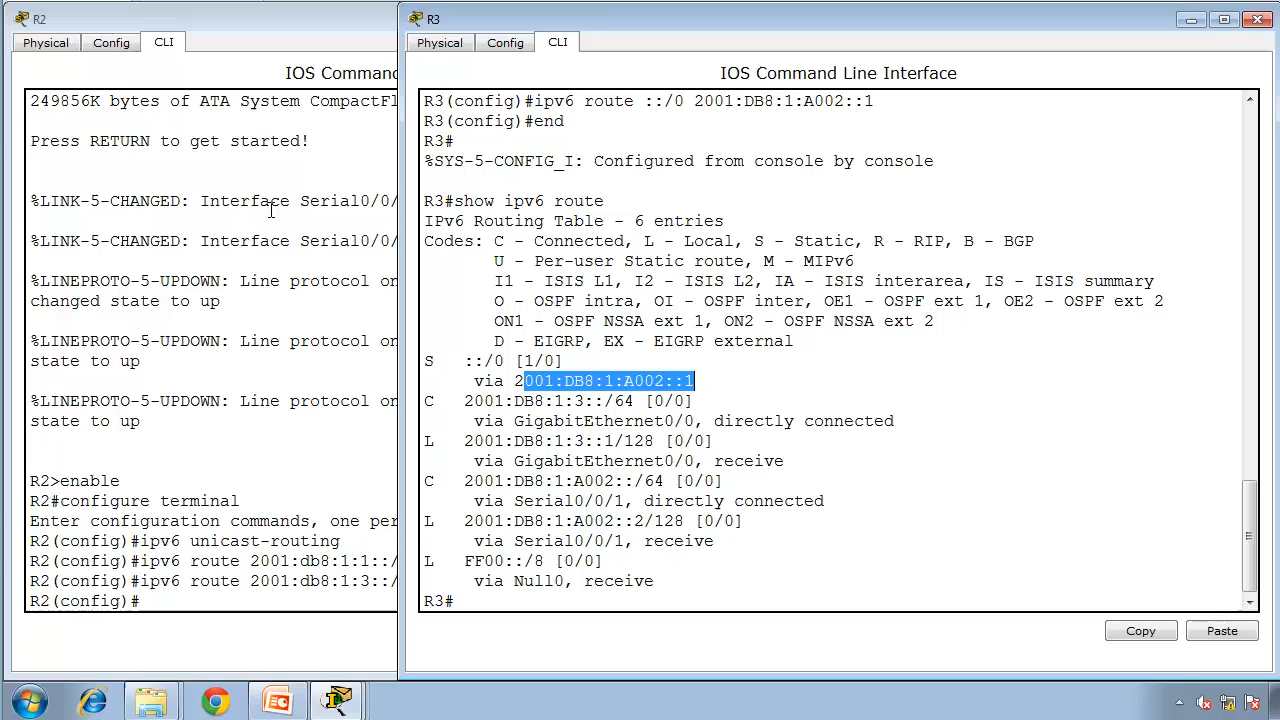 R2
Physical Config CLI
IOS Comman
249856K bytes of ATA System CompactFl
Press RETURN to get started!
%LINK-5-CHANGED: Interface Serial0/0/
%LINK-5-CHANGED: Interface Serial0/0/
%LINEPROTO-5-UPDOWN: Line protocol on
changed state to up
%LINEPROTO-5-UPDOWN: Line protocol on
state to up
%LINEPROTO-5-UPDOWN: Line protocol on
state to up
R2>enable
R2#configure terminal
Enter configuration commands, one per
R2(config)#ipv6 unicast-routing
R2(config)#ipv6 route 2001:db8:1:1::/
R2(config)#ipv6 route 2001:db8:1:3::/
R2(config)#
R3
Physical Config CLI
IOS Command Line Interface
R3(config)#ipv6 route ::/0 2001:DB8:1:A002::1
R3(config)#end
R3#
%SYS-5-CONFIG_I: Configured from console by console
R3#show ipv6 route
IPv6 Routing Table - 6 entries
Codes: C - Connected, L - Local, S - Static, R - RIP, B - BGP
U - Per-user Static route, M - MIPv6
I1 - ISIS L1, I2 - ISIS L2, IA - ISIS interarea, IS - ISIS summary
O - OSPF intra, OI - OSPF inter, OE1 - OSPF ext 1, OE2 - OSPF ext 2
ON1 - OSPF NSSA ext 1, ON2 - OSPF NSSA ext 2
D - EIGRP, EX - EIGRP external
S ::/0 [1/0]
via 2001:DB8:1:A002::1
C 2001:DB8:1:3::/64 [0/0]
via GigabitEthernet0/0, directly connected
L 2001:DB8:1:3::1/128 [0/0]
via GigabitEthernet0/0, receive
C 2001:DB8:1:A002::/64 [0/0]
via Serial0/0/1, directly connected
L 2001:DB8:1:A002::2/128 [0/0]
via Serial0/0/1, receive
L FF00::/8 [0/0]
via Null0, receive
R3#
Copy Paste